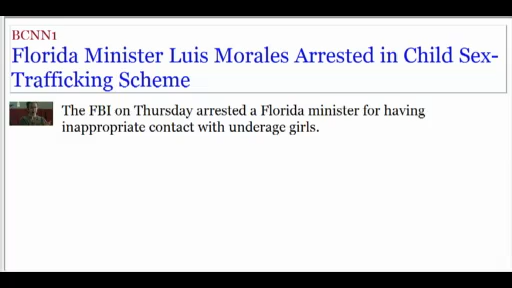 BCNN1
Florida Minister Luis Morales Arrested in Child Sex-
Trafficking Scheme
The FBI on Thursday arrested a Florida minister for having
inappropriate contact with underage girls.